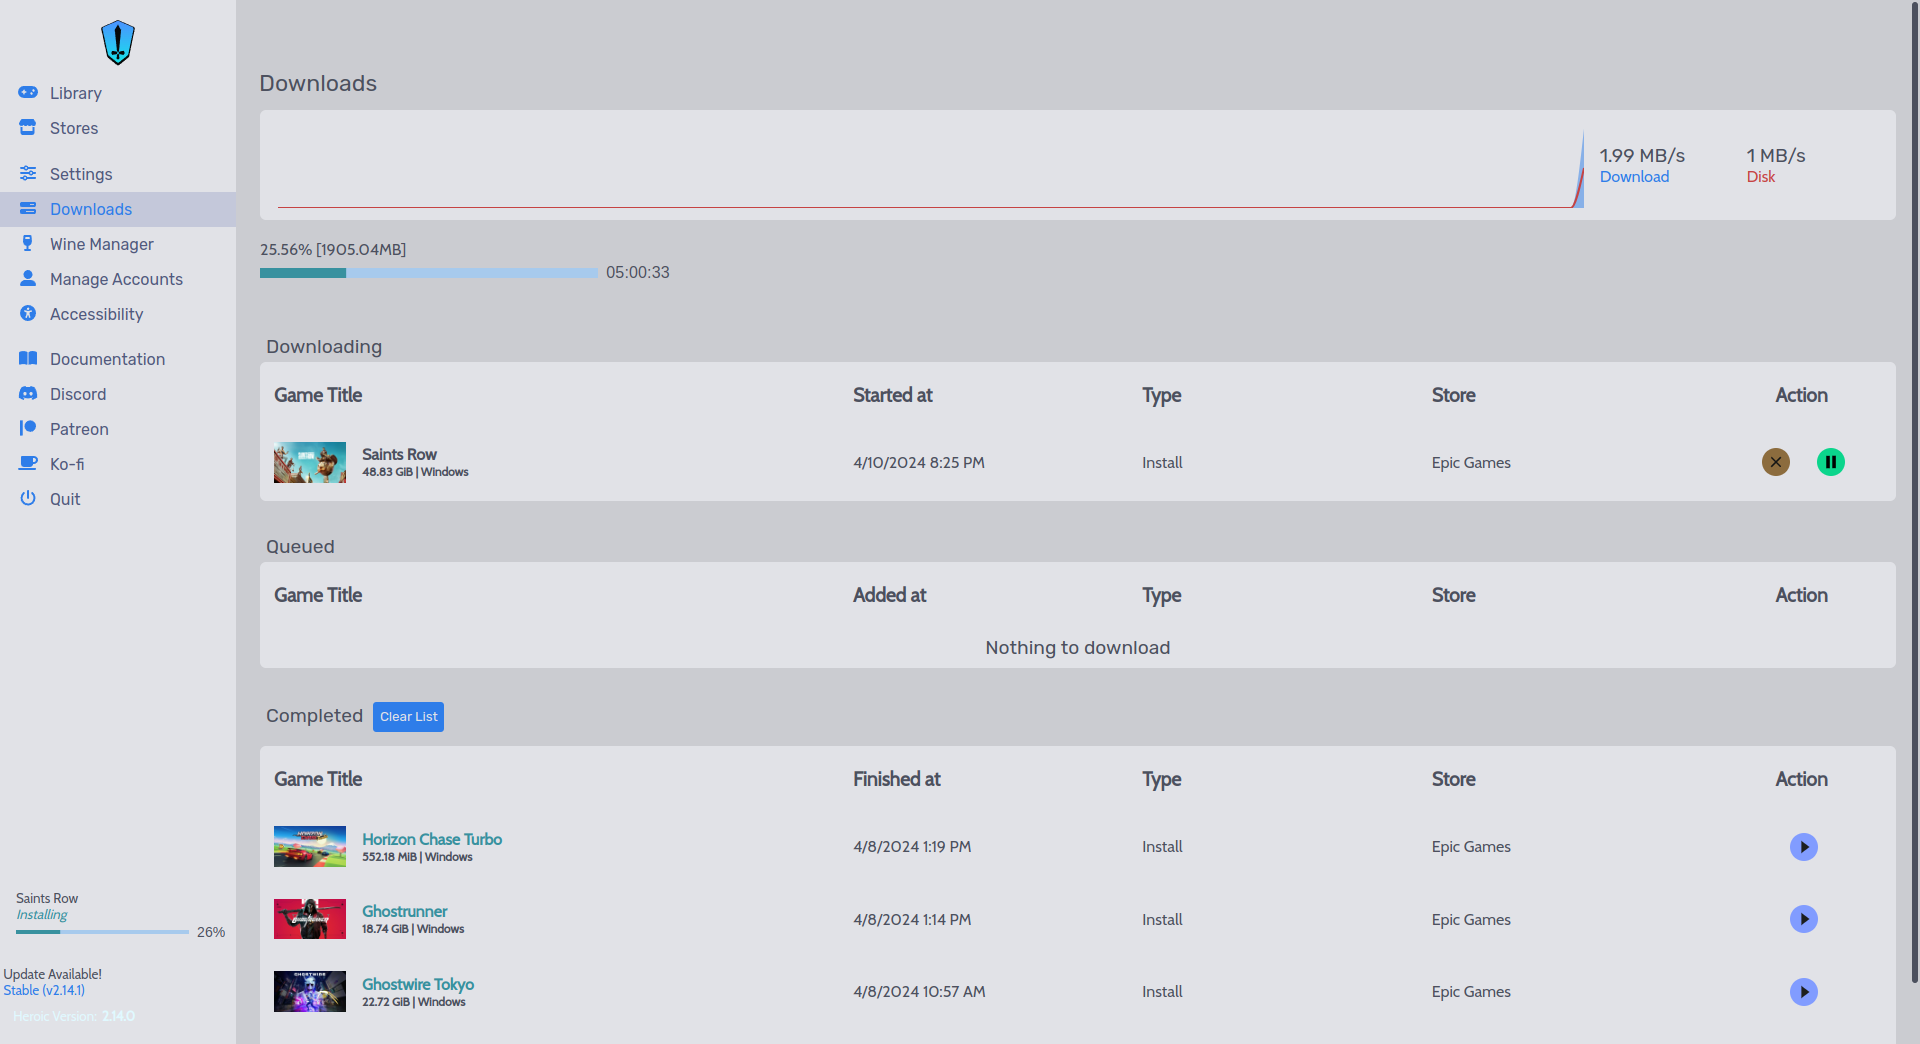 Library
Stores
Settings
Downloads
Wine Manager
Manage Accounts
Accessibility
Documentation
Discord
Patreon
Ko-fi
Quit
Saints Row
Installing
26%
Update Available!
Stable (v2.14.1)
Heroic Version: 2.14.0
Downloads
1.99 MB/s
Download
1 MB/s
Disk
25.56% [1905.04MB]
05:00:33
Downloading
Game Title Started at Type Store Action
Saints Row
48.83 GiB | Windows
4/10/2024 8:25 PM Install Epic Games
Queued
Game Title Added at Type Store Action
Nothing to download
Completed Clear List
Game Title Finished at Type Store Action
Horizon Chase Turbo
552.18 MiB | Windows
4/8/2024 1:19 PM Install Epic Games
Ghostrunner
18.74 GiB | Windows
4/8/2024 1:14 PM Install Epic Games
Ghostwire Tokyo
22.72 GiB | Windows
4/8/2024 10:57 AM Install Epic Games